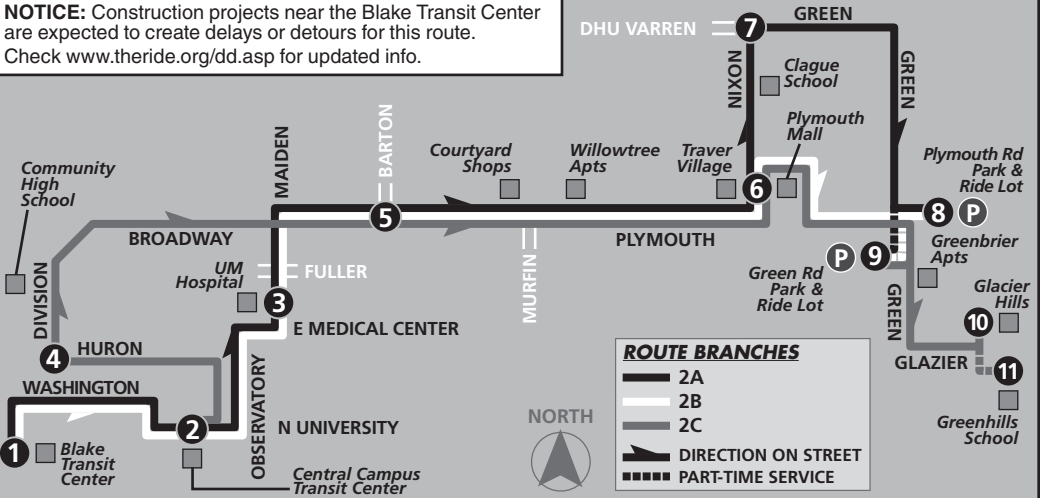 NOTICE: Construction projects near the Blake Transit Center
are expected to create delays or detours for this route.
Check www.theride.org/dd.asp for updated info.
DHU VARREN
7
GREEN
NIXON
Clague
School
GREEN
Plymouth
Mall
Community
High
School
MAIDEN
BARTON
Courtyard
Shops
Willowtree
Apts
Traver
Village
6
Plymouth Rd
Park &
Ride Lot
8
P
5
BROADWAY
MURFIN
PLYMOUTH
Greenbrier
Apts
P
9
Green Rd
Park &
Ride Lot
GREEN
UM
Hospital
FULLER
3
E MEDICAL CENTER
DIVISION
4
HURON
Glacier
Hills
10
GLAZIER
11
Greenhills
School
WASHINGTON
OBSERVATORY
N UNIVERSITY
1
Blake
Transit
Center
2
Central Campus
Transit Center
NORTH
ROUTE BRANCHES
2A
2B
2C
DIRECTION ON STREET
PART-TIME SERVICE